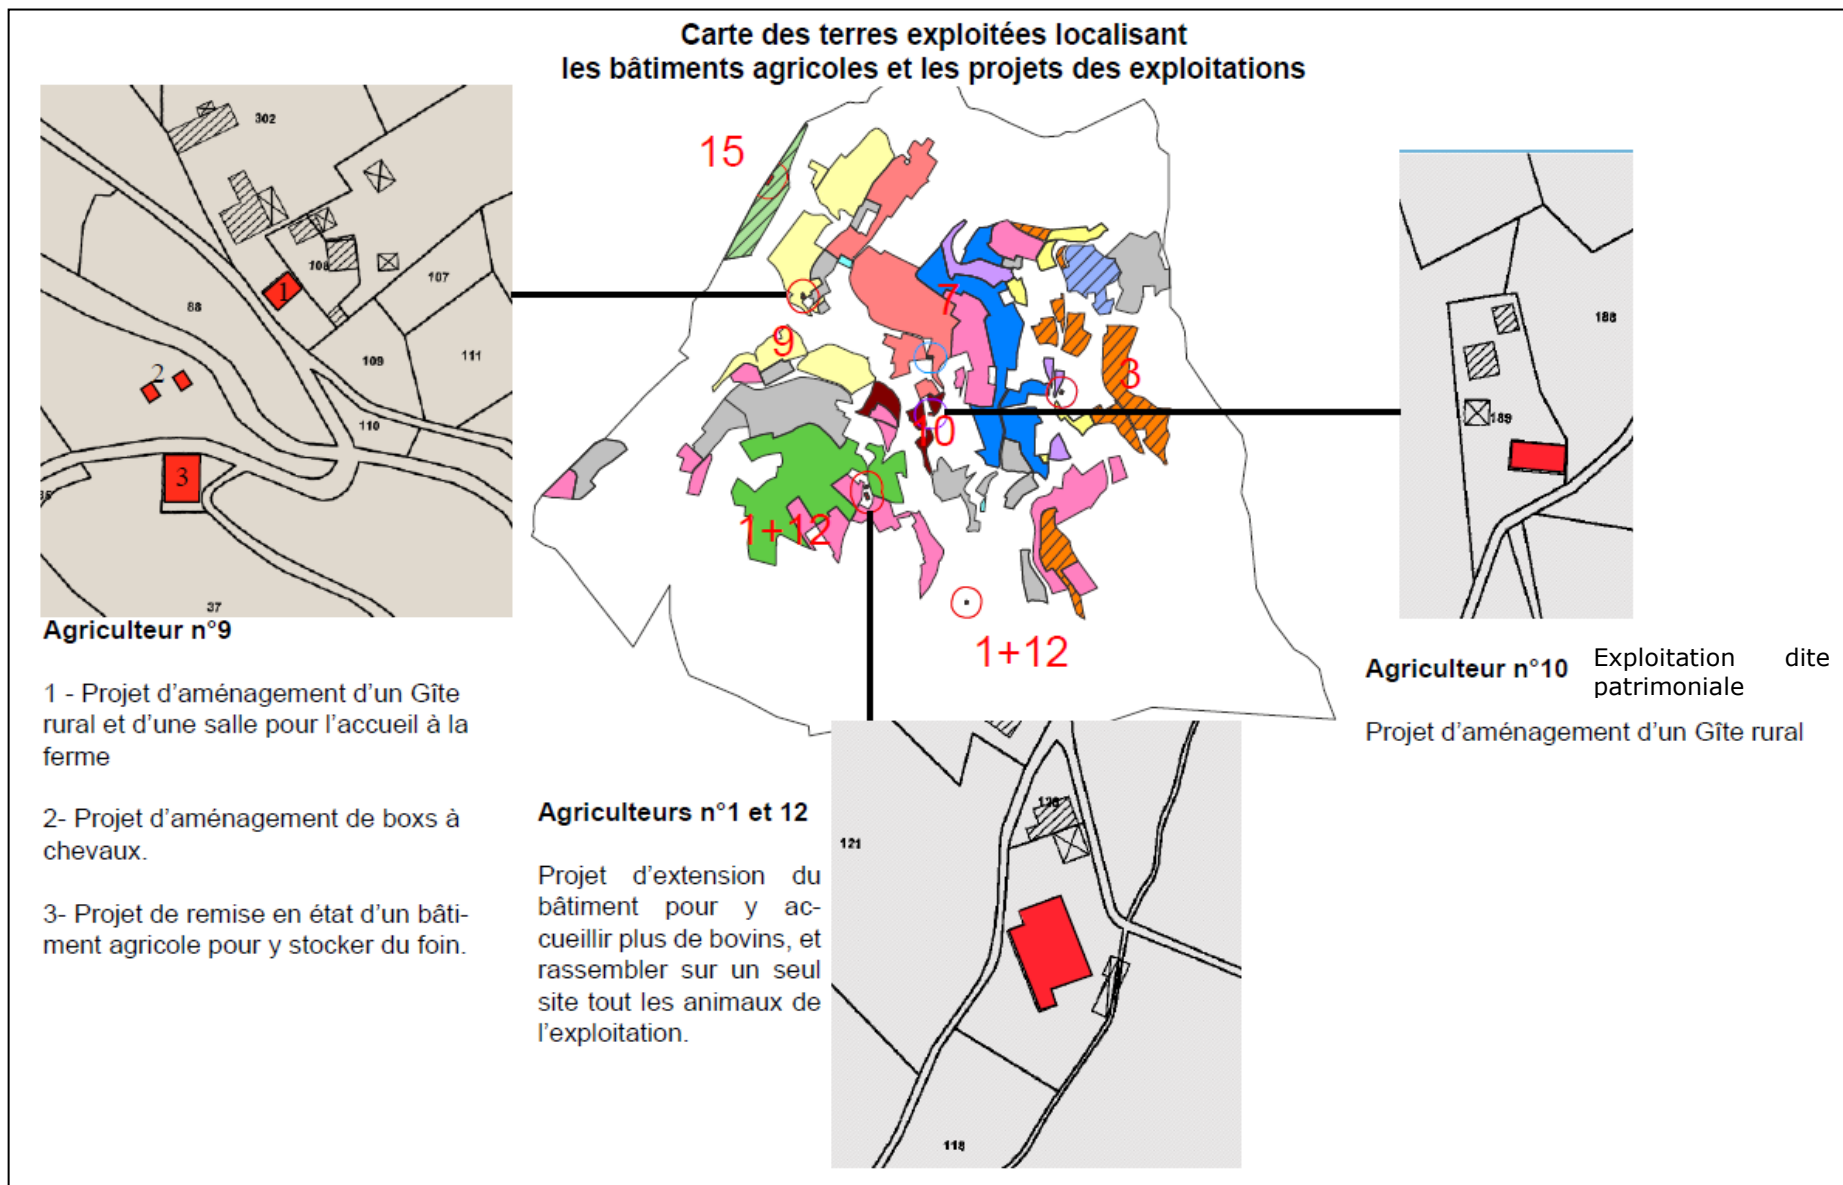 Carte des terres exploitées localisant
les bâtiments agricoles et les projets des exploitations
302
108
1
107
88
109
111
2
110
3
37
15
7
9
3
10
1+12
1+12
188
189
Agriculteur n°9
1 - Projet d'aménagement d'un Gîte
rural et d'une salle pour l'accueil à la
ferme
2- Projet d'aménagement de boxs à
chevaux.
3- Projet de remise en état d'un bâti-
ment agricole pour y stocker du foin.
Agriculteurs n°1 et 12
Projet d'extension du
bâtiment pour y ac-
cueillir plus de bovins, et
rassembler sur un seul
site tout les animaux de
l'exploitation.
121
118
Agriculteur n°10 Exploitation dite
patrimoniale
Projet d'aménagement d'un Gîte rural